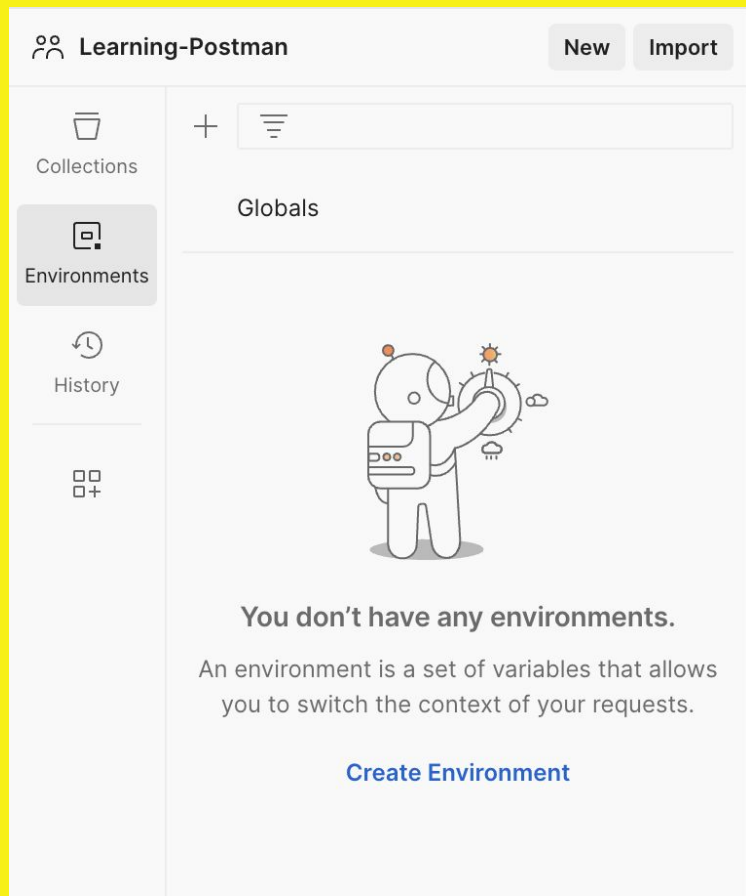 Learning-Postman
New
Import
Collections
Environments
History
Globals
You don’t have any environments.
An environment is a set of variables that allows
you to switch the context of your requests.
Create Environment